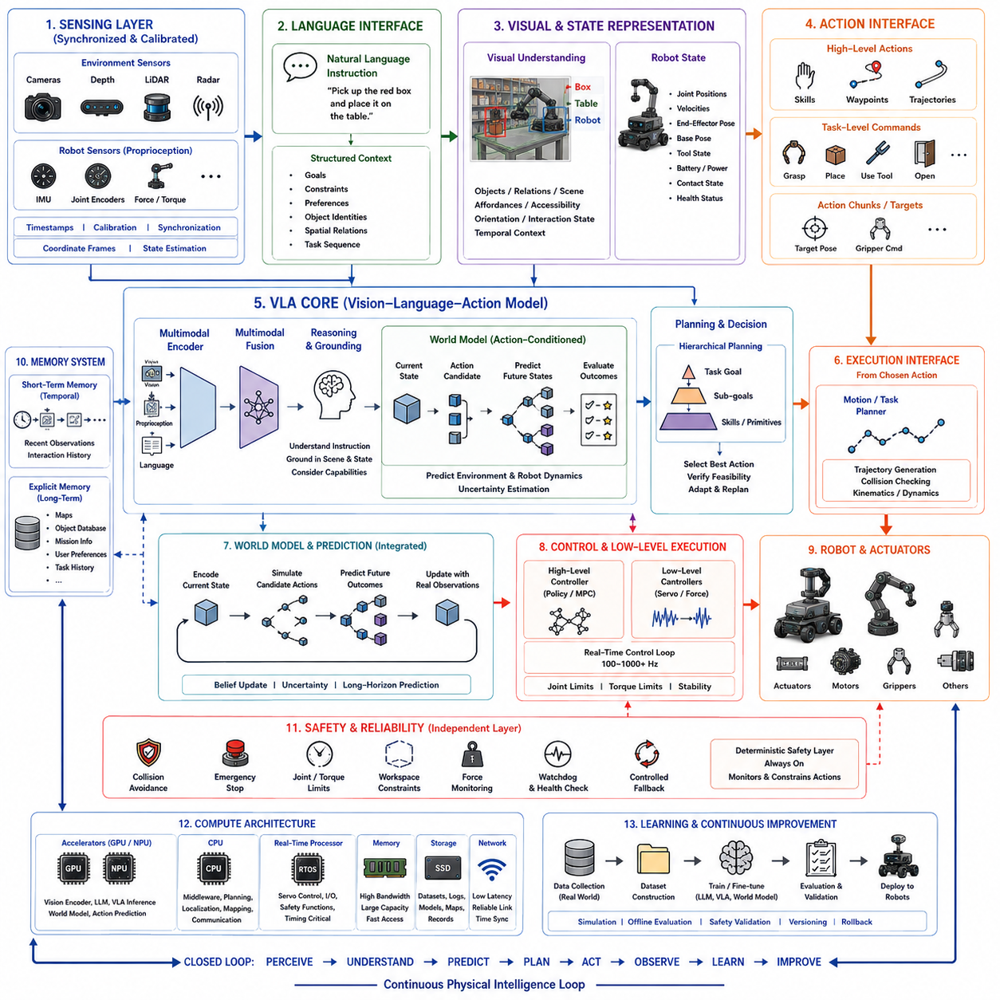 1. SENSING LAYER
(Synchronized & Calibrated)
Environment Sensors
Cameras
Depth
LiDAR
Radar
Robot Sensors (Proprioception)
IMU
Joint Encoders
Force / Torque
Timestamps | Calibration | Synchronization
Coordinate Frames | State Estimation
2. LANGUAGE INTERFACE
Natural Language
Instruction
“Pick up the red box
and place it on
the table.”
Structured Context
• Goals
• Constraints
• Preferences
• Object Identities
• Spatial Relations
• Task Sequence
3. VISUAL & STATE REPRESENTATION
Visual Understanding
Box
Table
Robot
Objects / Relations / Scene
Affordances / Accessibility
Orientation / Interaction State
Temporal Context
Robot State
• Joint Positions
• Velocities
• End-Effector Pose
• Base Pose
• Tool State
• Battery / Power
• Contact State
• Health Status
4. ACTION INTERFACE
High-Level Actions
Skills
Waypoints
Trajectories
Task-Level Commands
Grasp
Place
Use Tool
Open
...
Action Chunks / Targets
Target Pose
Gripper Cmd
...
5. VLA CORE (Vision-Language-Action Model)
Multimodal
Encoder
Vision
Vision
Proprioception
Language
Multimodal
Fusion
Reasoning
& Grounding
Understand Instruction
Ground in Scene & State
Consider Capabilities
World Model (Action-Conditioned)
Current
State
Action
Candidate
Predict
Future States
Evaluate
Outcomes
Predict Environment & Robot Dynamics
Uncertainty Estimation
Planning & Decision
Hierarchical Planning
Task Goal
Sub-goals
Skills / Primitives
Select Best Action
Verify Feasibility
Adapt & Replan
6. EXECUTION INTERFACE
From Chosen Action
Motion / Task
Planner
Trajectory Generation
Collision Checking
Kinematics / Dynamics
10. MEMORY SYSTEM
Short-Term Memory
(Temporal)
Recent Observations
Interaction History
Explicit Memory
(Long-Term)
• Maps
• Object Database
• Mission Info
• User Preferences
• Task History
• ...
7. WORLD MODEL & PREDICTION (Integrated)
Encode
Current State
Simulate
Candidate Actions
Predict Future
Outcomes
Update with
Real Observations
Belief Update | Uncertainty | Long-Horizon Prediction
8. CONTROL & LOW-LEVEL EXECUTION
High-Level
Controller
(Policy / MPC)
Low-Level
Cantrollers
(Servo / Force)
Real-Time Control Loop
100-1000+ Hz
Joint Limits | Torque Limits | Stability
9. ROBOT & ACTUATORS
Actuators
Motors
Grippers
Others
11. SAFETY & RELIABILITY (Independent Layer)
Collision
Avoidance
Emergency
Stop
Joint / Torque
Limits
Workspace
Constraints
Force
Monitoring
Watchdog
& Health Check
Controlled
Fallback
Deterministic Safety Layer
Always On
Monitors & Constrains Actions
12. COMPUTE ARCHITECTURE
Accelerators (GPU / NPU)
GPU
NPU
Vision Encoder, LLM, VLA Inference
World Model, Action Prediction
CPU
CPU
Middleware, Planning,
Localization, Mapping,
Communication
Real-Time Processor
RTOS
Servo Control, I/O,
Safety Functions,
Timing Critical
Memory
High Bandwidth
Large Capacity
Fast Access
Storage
SSD
Datasets, Logs,
Models, Maps,
Records
Network
Low Latency
Reliable Link
Time Sync
13. LEARNING & CONTINUOUS IMPROVEMENT
Data Collection
(Real World)
Dataset
Construction
Train / Fine-tune
(LLM, VLA, World Model)
Evaluation &
Validation
Deploy to
Robots
Simulation | Offline Evaluation | Safety Validation | Versioning | Rollback
CLOSED LOOP: PERCEIVE → UNDERSTAND → PREDICT → PLAN → ACT → OBSERVE → LEARN → IMPROVE
Continuous Physical Intelligence Loop